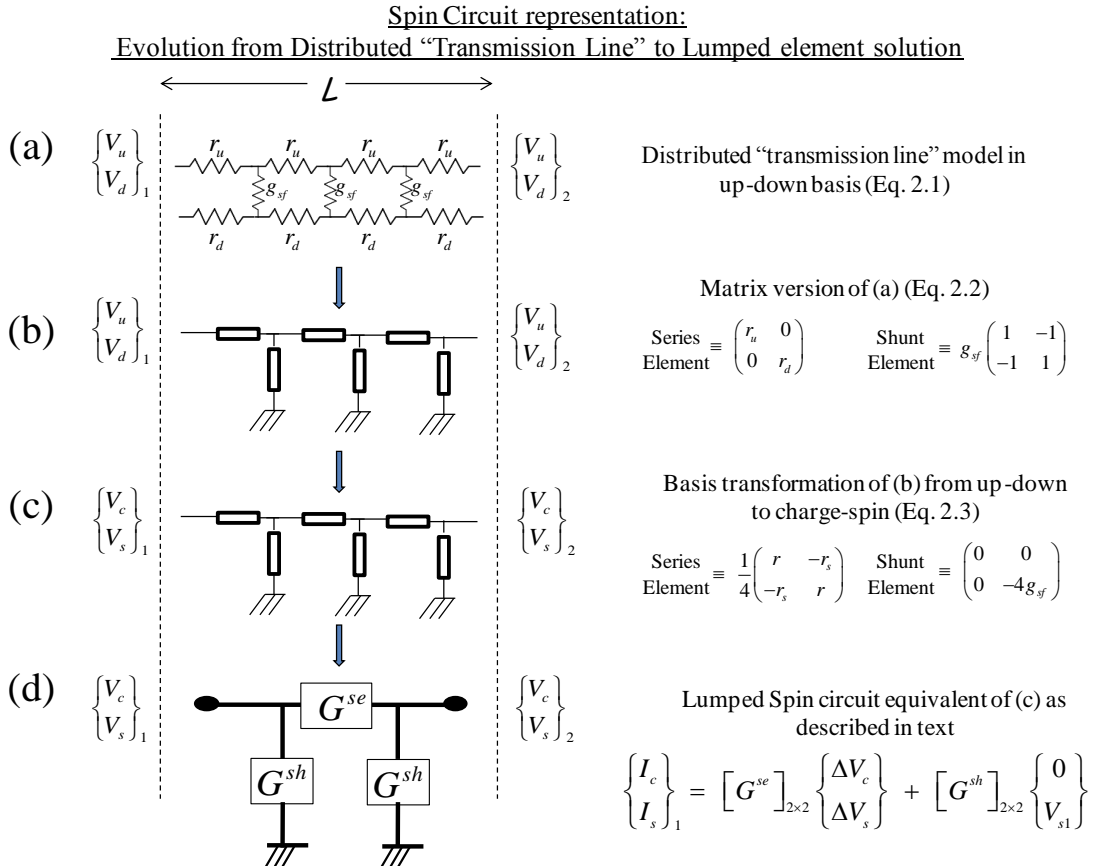 Spin Circuit representation:
Evolution from Distributed “Transmission Line” to Lumped element solution
L
(a)
{V_u V_d}_1
r_u r_u r_u r_u
g_sf g_sf g_sf
r_d r_d r_d r_d
{V_u V_d}_2
Distributed “transmission line” model in
up-down basis (Eq. 2.1)
(b)
{V_u V_d}_1
{V_u V_d}_2
Matrix version of (a) (Eq. 2.2)
Series
Element ≡ (r_u 0 / 0 r_d)
Shunt
Element ≡ g_sf (1 −1 / −1 1)
(c)
{V_c V_s}_1
{V_c V_s}_2
Basis transformation of (b) from up-down
to charge-spin (Eq. 2.3)
Series
Element ≡ 1/4 (r −r_s / −r_s r)
Shunt
Element ≡ (0 0 / 0 −4g_sf)
(d)
{V_c V_s}_1
G^se
G^sh G^sh
{V_c V_s}_2
Lumped Spin circuit equivalent of (c) as
described in text
{I_c I_s}_1 = [G^se]_2×2 {ΔV_c ΔV_s} + [G^sh]_2×2 {0 V_s1}